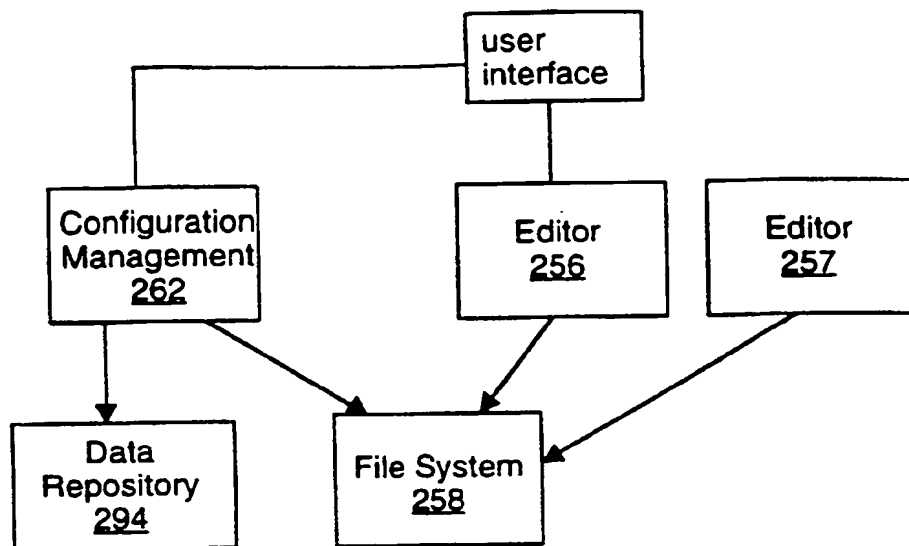 user
interface
Configuration
Management
262
Editor
256
Editor
257
Data
Repository
294
File System
258